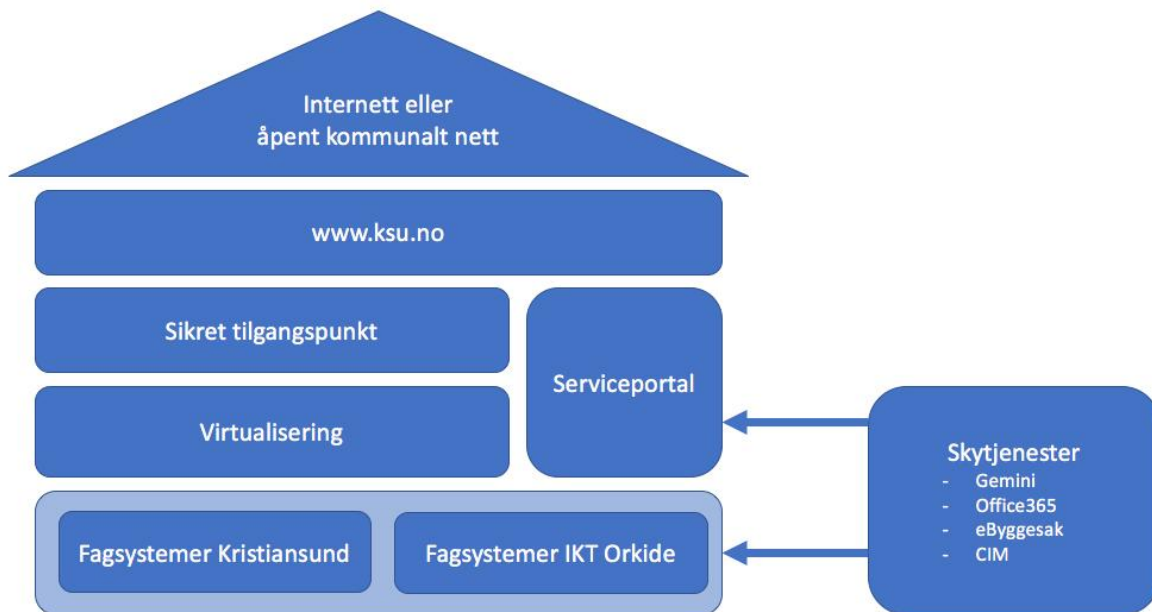 Internett eller
åpent kommunalt nett
www.ksu.no
Sikret tilgangspunkt
Serviceportal
Virtualisering
Skytjenester
- Gemini
- Office365
- eByggesak
- CIM
Fagsystemer Kristiansund
Fagsystemer IKT Orkide